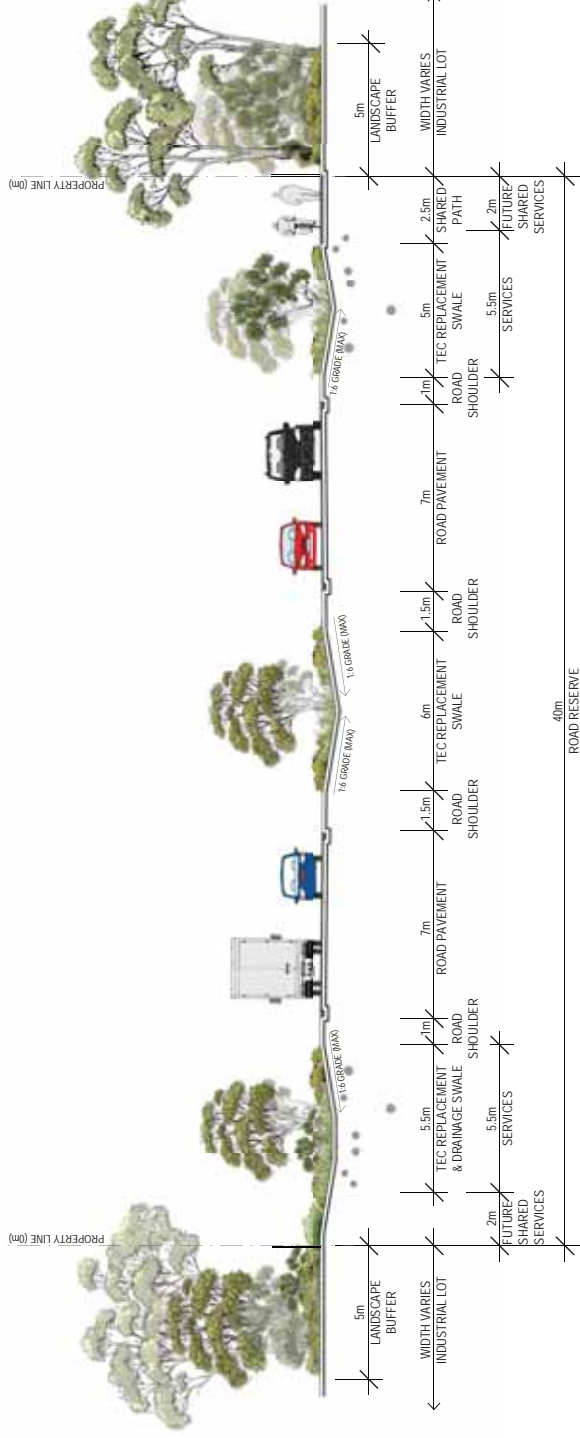 PROPERTY LINE (0m)
PROPERTY LINE (0m)
1:6 GRADE (MAX)
1:6 GRADE (MAX)
1:6 GRADE (MAX)
1:6 GRADE (MAX)
5m
LANDSCAPE
BUFFER
5m
LANDSCAPE
BUFFER
WIDTH VARIES
INDUSTRIAL LOT
5.5m
TEC REPLACEMENT
& DRAINAGE SWALE
1m
ROAD
SHOULDER
7m
ROAD PAVEMENT
1.5m
ROAD
SHOULDER
6m
TEC REPLACEMENT
SWALE
1.5m
ROAD
SHOULDER
7m
ROAD PAVEMENT
1m
ROAD
SHOULDER
5m
TEC REPLACEMENT
SWALE
2.5m
SHARED
PATH
WIDTH VARIES
INDUSTRIAL LOT
2m
FUTURE
SHARED
SERVICES
5.5m
SERVICES
5.5m
SERVICES
2m
FUTURE
SHARED
SERVICES
40m
ROAD RESERVE